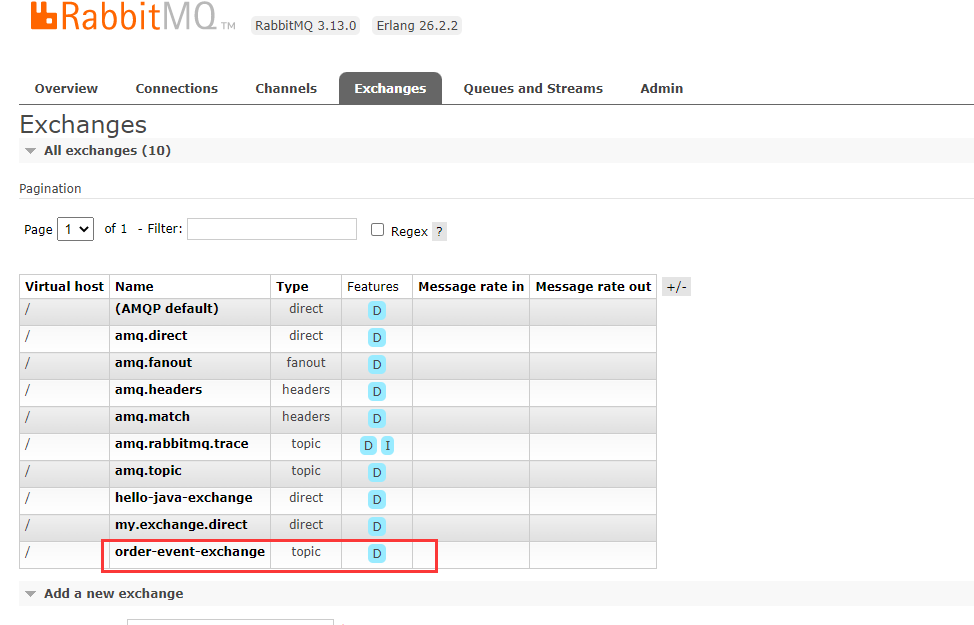 RabbitMQ TM RabbitMQ 3.13.0 Erlang 26.2.2
Overview Connections Channels Exchanges Queues and Streams Admin
Exchanges
All exchanges (10)
Pagination
Page 1 of 1 - Filter: Regex ?
Virtual host Name Type Features Message rate in Message rate out +/-
/ (AMQP default) direct D
/ amq.direct direct D
/ amq.fanout fanout D
/ amq.headers headers D
/ amq.match headers D
/ amq.rabbitmq.trace topic D I
/ amq.topic topic D
/ hello-java-exchange direct D
/ my.exchange.direct direct D
/ order-event-exchange topic D
Add a new exchange